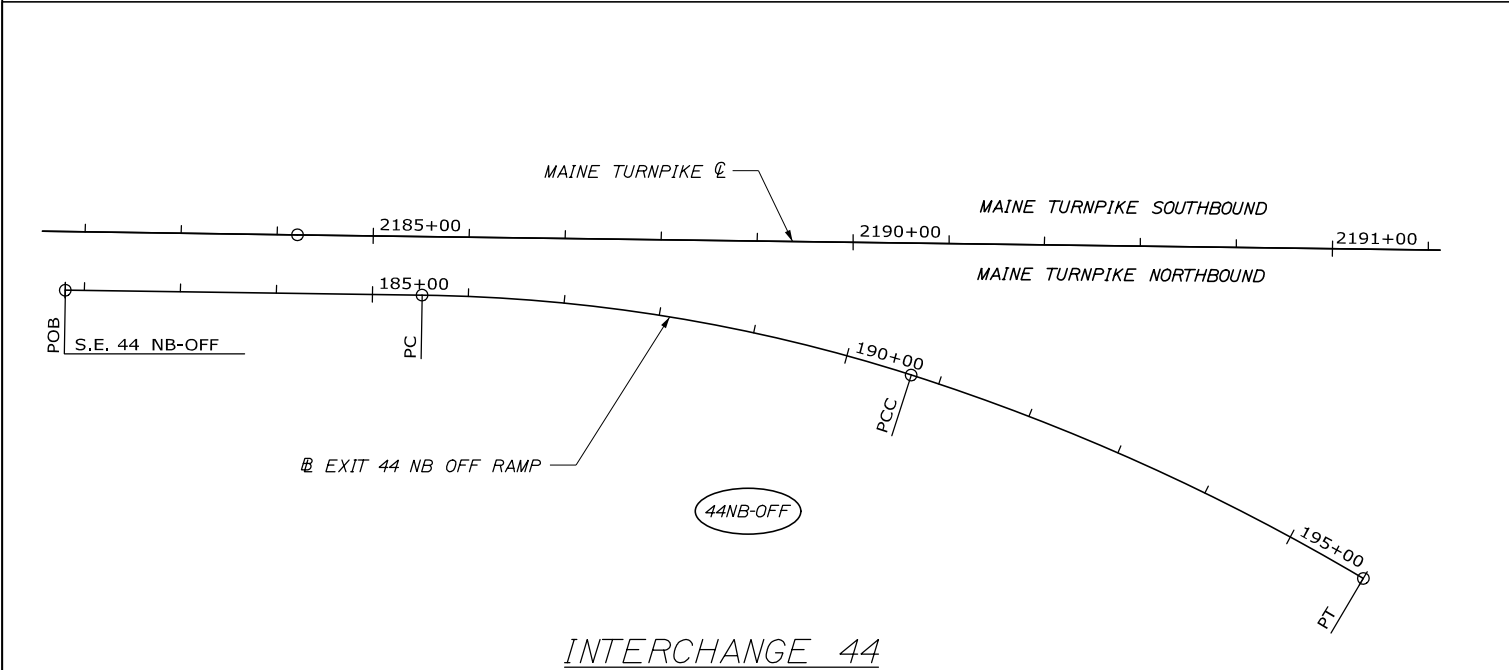 MAINE TURNPIKE ℄
MAINE TURNPIKE SOUTHBOUND
2185+00
2190+00
2191+00
MAINE TURNPIKE NORTHBOUND
185+00
POB
S.E. 44 NB-OFF
PC
190+00
PCC
EXIT 44 NB OFF RAMP
44NB-OFF
195+00
PT
INTERCHANGE 44